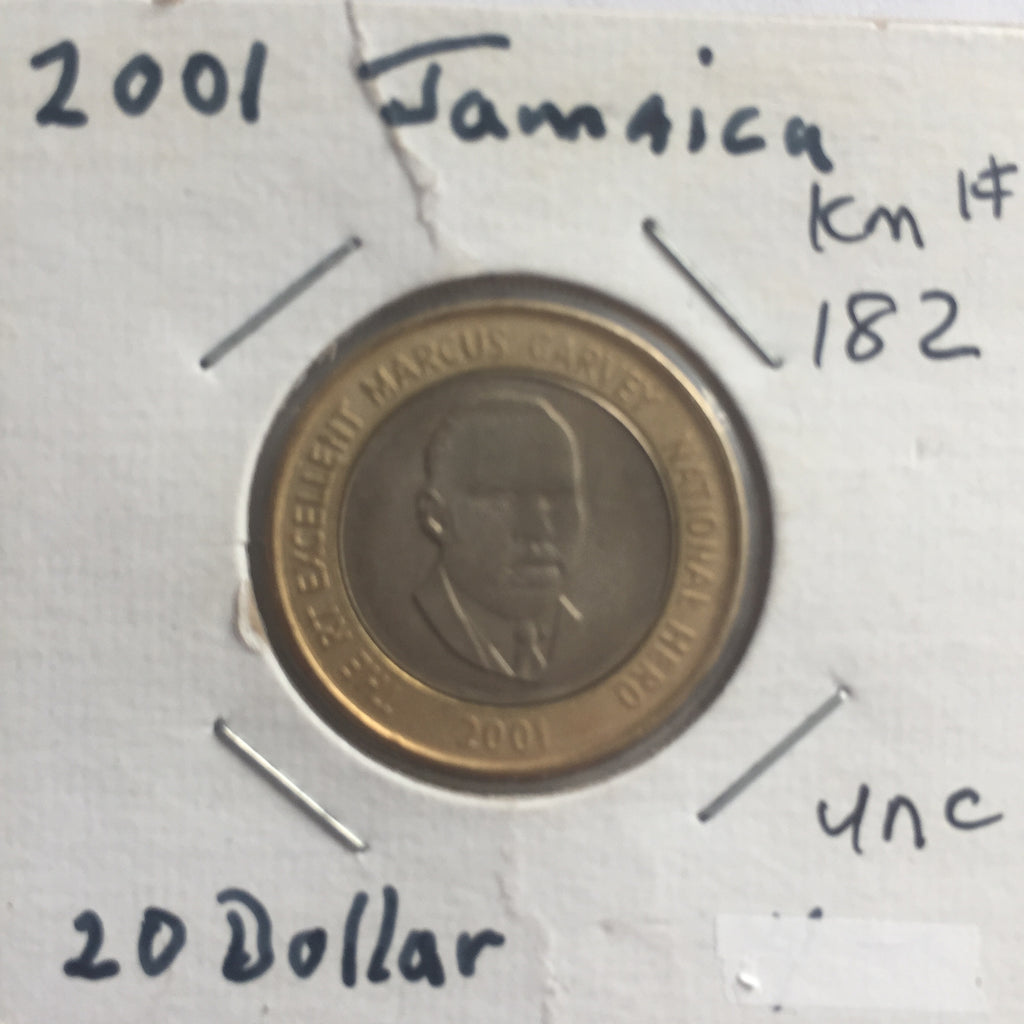 2001 Jamaica
Km #
182
THE RT EXCELLENT MARCUS GARVEY NATIONAL HERO
2001
unc
20 Dollar